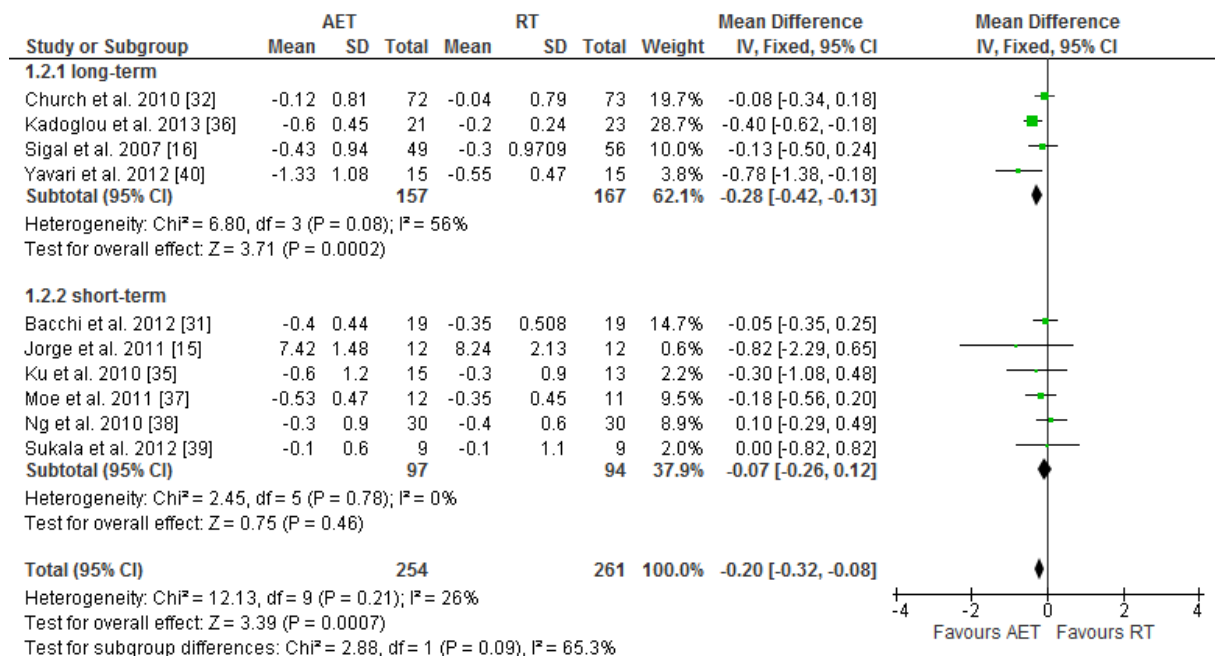 AET RT Mean Difference Mean Difference
Study or Subgroup Mean SD Total Mean SD Total Weight IV, Fixed, 95% CI IV, Fixed, 95% CI
1.2.1 long-term
Church et al. 2010 [32] -0.12 0.81 72 -0.04 0.79 73 19.7% -0.08 [-0.34, 0.18]
Kadoglou et al. 2013 [36] -0.6 0.45 21 -0.2 0.24 23 28.7% -0.40 [-0.62, -0.18]
Sigal et al. 2007 [16] -0.43 0.94 49 -0.3 0.9709 56 10.0% -0.13 [-0.50, 0.24]
Yavari et al. 2012 [40] -1.33 1.08 15 -0.55 0.47 15 3.8% -0.78 [-1.38, -0.18]
Subtotal (95% CI) 157 167 62.1% -0.28 [-0.42, -0.13]
Heterogeneity: Chi² = 6.80, df = 3 (P = 0.08); I² = 56%
Test for overall effect: Z = 3.71 (P = 0.0002)
1.2.2 short-term
Bacchi et al. 2012 [31] -0.4 0.44 19 -0.35 0.508 19 14.7% -0.05 [-0.35, 0.25]
Jorge et al. 2011 [15] 7.42 1.48 12 8.24 2.13 12 0.6% -0.82 [-2.29, 0.65]
Ku et al. 2010 [35] -0.6 1.2 15 -0.3 0.9 13 2.2% -0.30 [-1.08, 0.48]
Moe et al. 2011 [37] -0.53 0.47 12 -0.35 0.45 11 9.5% -0.18 [-0.56, 0.20]
Ng et al. 2010 [38] -0.3 0.9 30 -0.4 0.6 30 8.9% 0.10 [-0.29, 0.49]
Sukala et al. 2012 [39] -0.1 0.6 9 -0.1 1.1 9 2.0% 0.00 [-0.82, 0.82]
Subtotal (95% CI) 97 94 37.9% -0.07 [-0.26, 0.12]
Heterogeneity: Chi² = 2.45, df = 5 (P = 0.78); I² = 0%
Test for overall effect: Z = 0.75 (P = 0.46)
Total (95% CI) 254 261 100.0% -0.20 [-0.32, -0.08]
Heterogeneity: Chi² = 12.13, df = 9 (P = 0.21); I² = 26%
Test for overall effect: Z = 3.39 (P = 0.0007)
Test for subgroup differences: Chi² = 2.88, df = 1 (P = 0.09), I² = 65.3%
-4 -2 0 2 4
Favours AET Favours RT